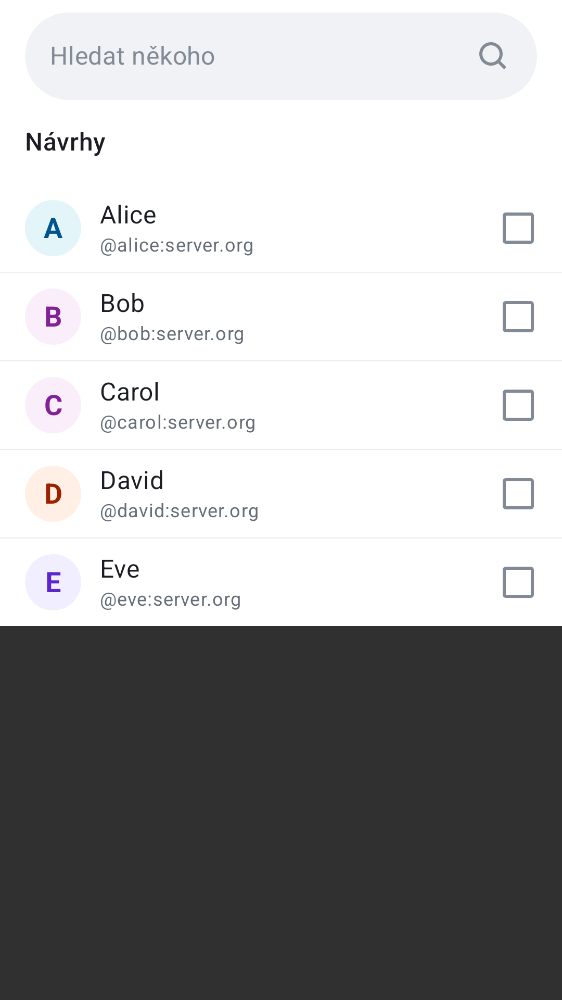 Hledat někoho
Návrhy
A
Alice
@alice:server.org
B
Bob
@bob:server.org
C
Carol
@carol:server.org
D
David
@david:server.org
E
Eve
@eve:server.org